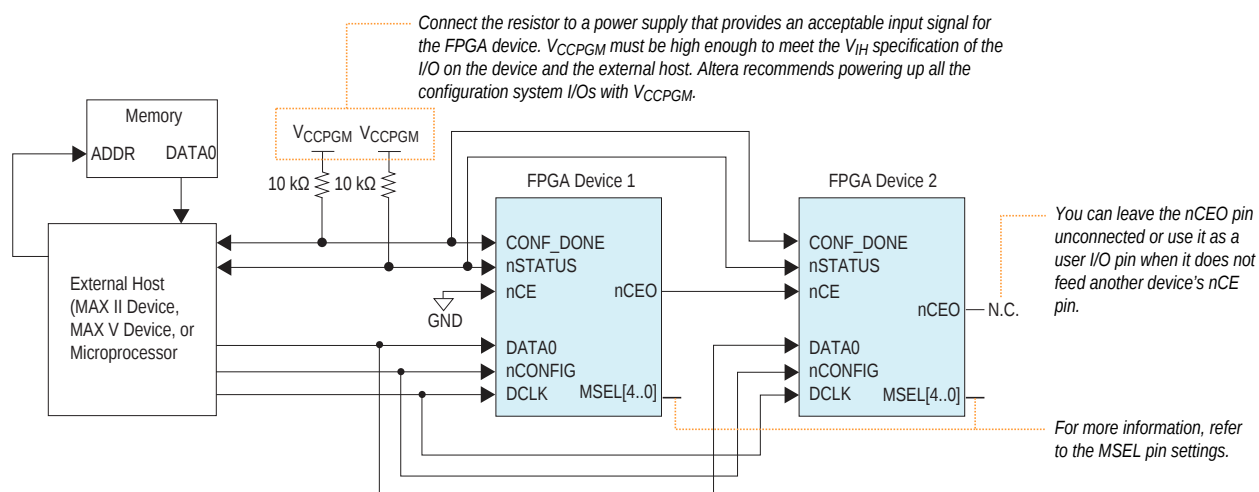 Connect the resistor to a power supply that provides an acceptable input signal for
the FPGA device. VCCPGM must be high enough to meet the VIH specification of the
I/O on the device and the external host. Altera recommends powering up all the
configuration system I/Os with VCCPGM.
Memory
ADDR DATA0
VCCPGM VCCPGM
10 kΩ 10 kΩ
External Host
(MAX II Device,
MAX V Device, or
Microprocessor
GND
FPGA Device 1
CONF_DONE
nSTATUS
nCE nCEO
DATA0
nCONFIG
DCLK MSEL[4..0]
FPGA Device 2
CONF_DONE
nSTATUS
nCE
nCEO N.C.
DATA0
nCONFIG
DCLK MSEL[4..0]
You can leave the nCEO pin
unconnected or use it as a
user I/O pin when it does not
feed another device’s nCE
pin.
For more information, refer
to the MSEL pin settings.